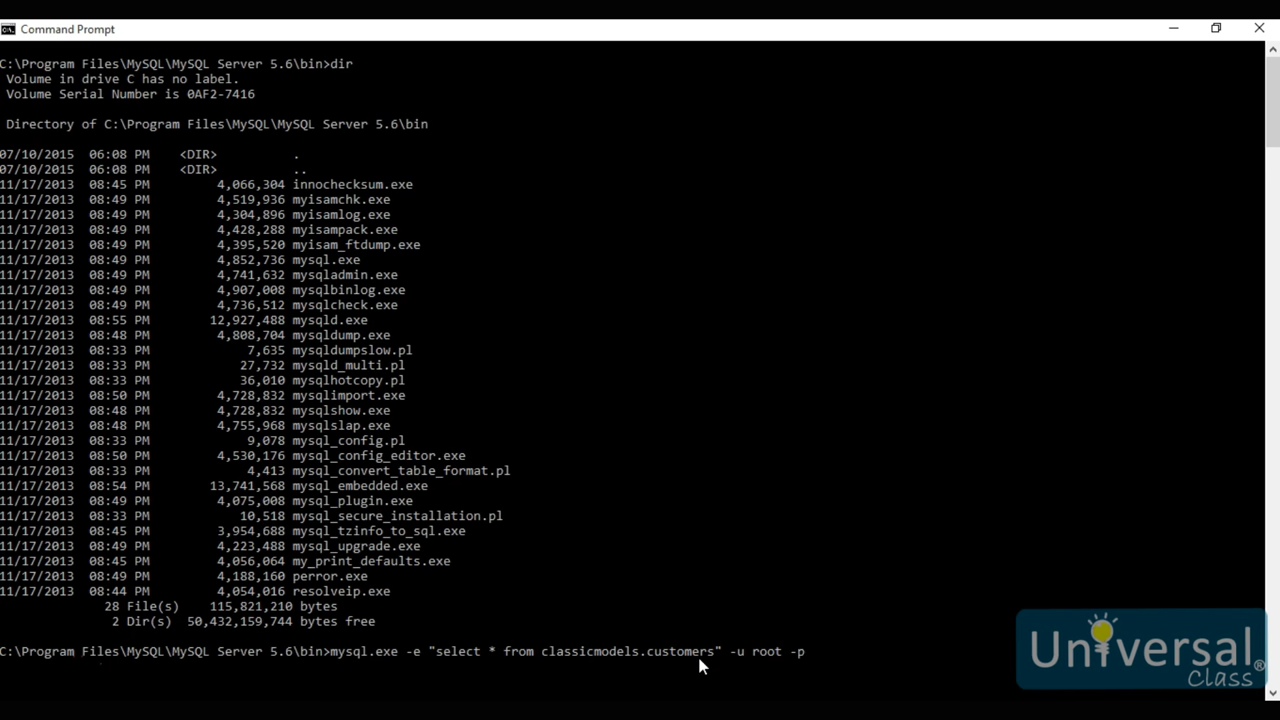 Command Prompt
C:\Program Files\MySQL\MySQL Server 5.6\bin>dir
Volume in drive C has no label.
Volume Serial Number is 0AF2-7416
Directory of C:\Program Files\MySQL\MySQL Server 5.6\bin
07/10/2015 06:08 PM <DIR> .
07/10/2015 06:08 PM <DIR> ..
11/17/2013 08:45 PM 4,066,304 innochecksum.exe
11/17/2013 08:49 PM 4,519,936 myisamchk.exe
11/17/2013 08:49 PM 4,304,896 myisamlog.exe
11/17/2013 08:49 PM 4,428,288 myisampack.exe
11/17/2013 08:49 PM 4,395,520 myisam_ftdump.exe
11/17/2013 08:49 PM 4,852,736 mysql.exe
11/17/2013 08:49 PM 4,741,632 mysqladmin.exe
11/17/2013 08:49 PM 4,907,008 mysqlbinlog.exe
11/17/2013 08:49 PM 4,736,512 mysqlcheck.exe
11/17/2013 08:55 PM 12,927,488 mysqld.exe
11/17/2013 08:48 PM 4,808,704 mysqldump.exe
11/17/2013 08:33 PM 7,635 mysqldumpslow.pl
11/17/2013 08:33 PM 27,732 mysqld_multi.pl
11/17/2013 08:33 PM 36,010 mysqlhotcopy.pl
11/17/2013 08:50 PM 4,728,832 mysqlimport.exe
11/17/2013 08:48 PM 4,728,832 mysqlshow.exe
11/17/2013 08:48 PM 4,755,968 mysqlslap.exe
11/17/2013 08:33 PM 9,078 mysql_config.pl
11/17/2013 08:50 PM 4,530,176 mysql_config_editor.exe
11/17/2013 08:33 PM 4,413 mysql_convert_table_format.pl
11/17/2013 08:54 PM 13,741,568 mysql_embedded.exe
11/17/2013 08:49 PM 4,075,008 mysql_plugin.exe
11/17/2013 08:33 PM 10,518 mysql_secure_installation.pl
11/17/2013 08:45 PM 3,954,688 mysql_tzinfo_to_sql.exe
11/17/2013 08:49 PM 4,223,488 mysql_upgrade.exe
11/17/2013 08:45 PM 4,056,064 my_print_defaults.exe
11/17/2013 08:49 PM 4,188,160 perror.exe
11/17/2013 08:44 PM 4,054,016 resolveip.exe
28 File(s) 115,821,210 bytes
2 Dir(s) 50,432,159,744 bytes free
C:\Program Files\MySQL\MySQL Server 5.6\bin>mysql.exe -e "select * from classicmodels.customers" -u root -p
Universal
Class ®